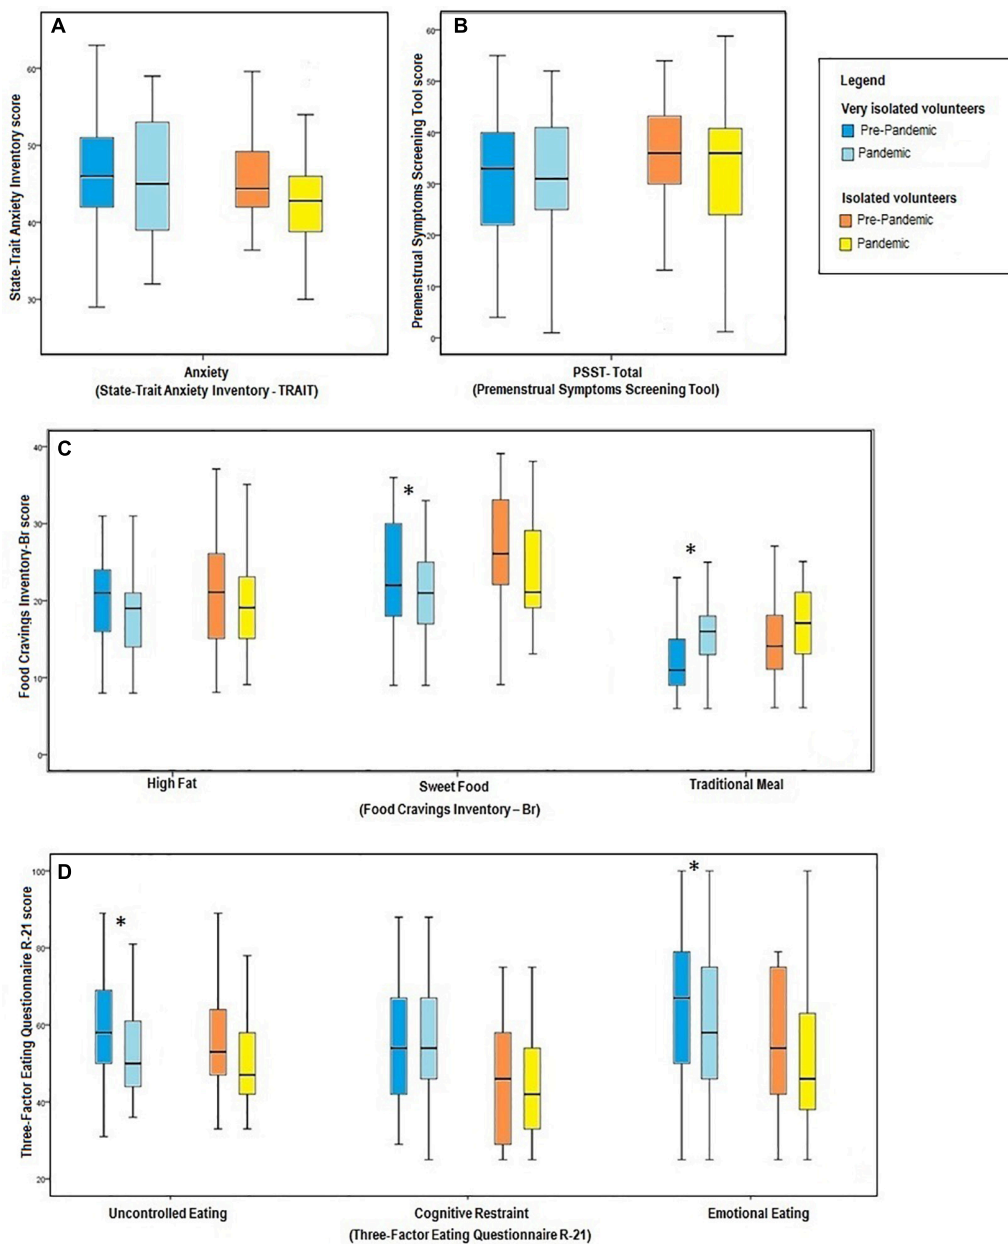 A
State-Trait Anxiety Inventory score
60
50
40
30
Anxiety
(State-Trait Anxiety Inventory - TRAIT)
B
Premenstrual Symptoms Screening Tool score
60
50
40
30
20
10
0
PSST- Total
(Premenstrual Symptoms Screening Tool)
Legend
Very isolated volunteers
Pre-Pandemic
Pandemic
Isolated volunteers
Pre-Pandemic
Pandemic
C
Food Cravings Inventory-Br score
40
30
20
10
0
*
*
High Fat
Sweet Food
Traditional Meal
(Food Cravings Inventory – Br)
D
Three-Factor Eating Questionnaire R-21 score
100
80
60
40
20
*
*
Uncontrolled Eating
Cognitive Restraint
Emotional Eating
(Three-Factor Eating Questionnaire R-21)